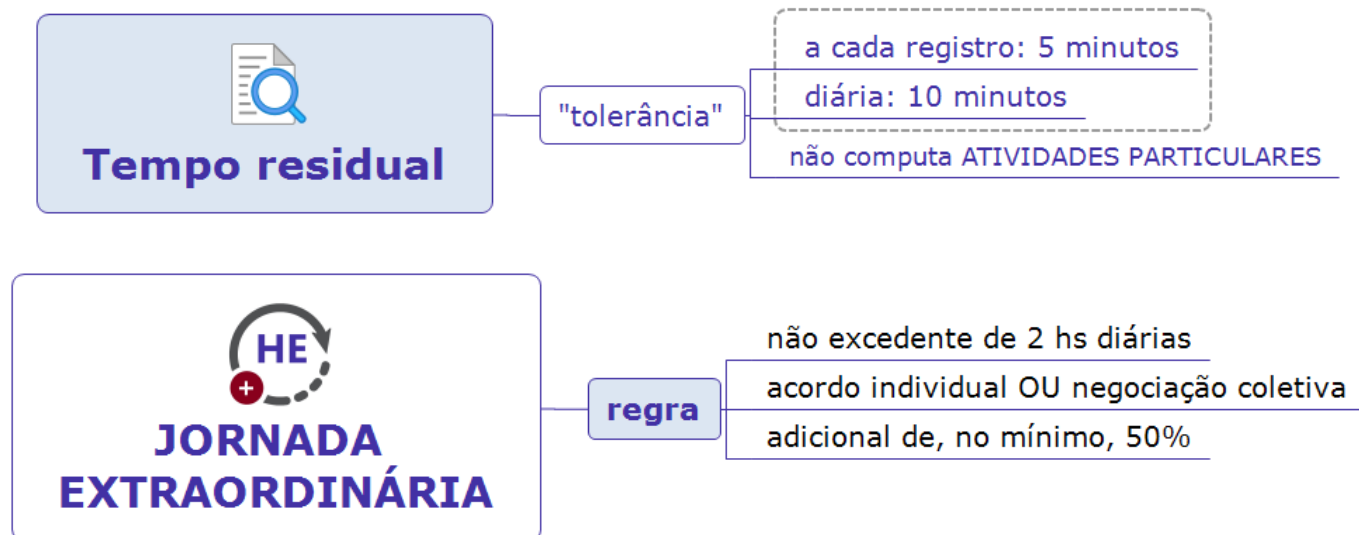 Tempo residual
"tolerância"
a cada registro: 5 minutos
diária: 10 minutos
não computa ATIVIDADES PARTICULARES
HE
+
JORNADA
EXTRAORDINÁRIA
regra
não excedente de 2 hs diárias
acordo individual OU negociação coletiva
adicional de, no mínimo, 50%